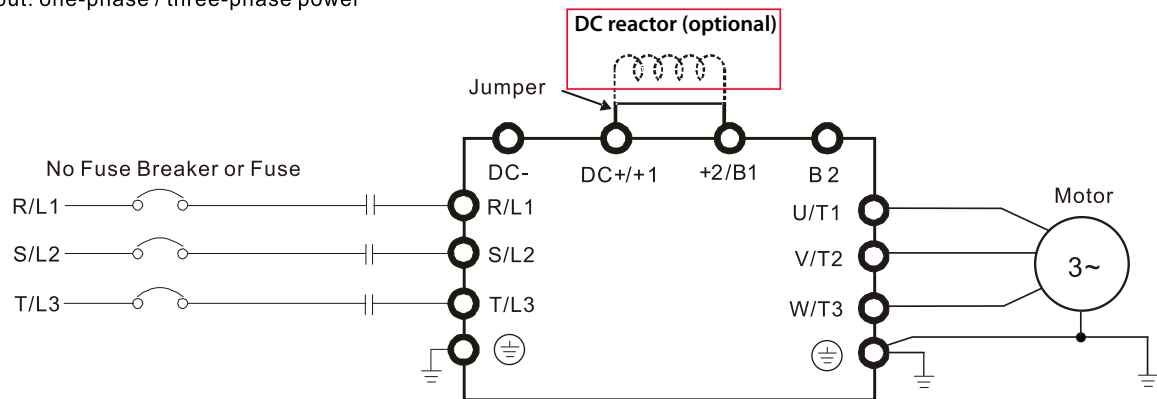 out: one-phase / three-phase power
DC reactor (optional)
Jumper
No Fuse Breaker or Fuse
DC-
DC+/+1
+2/B1
B2
Motor
R/L1
R/L1
U/T1
S/L2
S/L2
V/T2
3~
T/L3
T/L3
W/T3